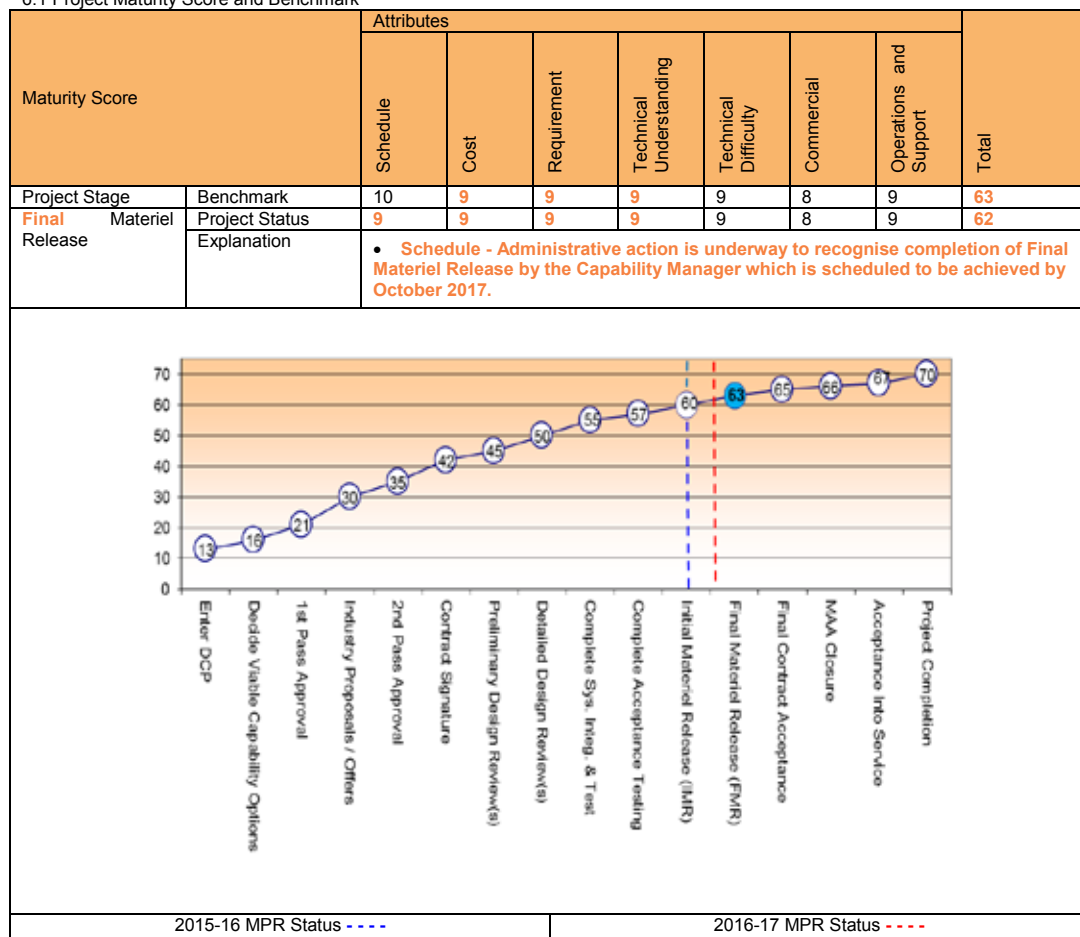 6.1 Project Maturity Score and Benchmark
Maturity Score
Attributes
Schedule
Cost
Requirement
Technical Understanding
Technical Difficulty
Commercial
Operations and Support
Total
Project Stage Benchmark 10 9 9 9 9 8 9 63
Final Materiel Release
Project Status 9 9 9 9 9 8 9 62
Explanation
• Schedule - Administrative action is underway to recognise completion of Final
Materiel Release by the Capability Manager which is scheduled to be achieved by
October 2017.
70
60
50
40
30
20
10
0
13
16
21
30
35
42
45
50
55
57
60
63
65
66
67
70
Enter DCP
Decide Viable Capability Options
1st Pass Approval
Industry Proposals / Offers
2nd Pass Approval
Contract Signature
Preliminary Design Review(s)
Detailed Design Review(s)
Complete Sys. Integ. & Test
Complete Acceptance Testing
Initial Materiel Release (IMR)
Final Materiel Release (FMR)
Final Contract Acceptance
MAA Closure
Acceptance Into Service
Project Completion
2015-16 MPR Status - - - -
2016-17 MPR Status - - - -